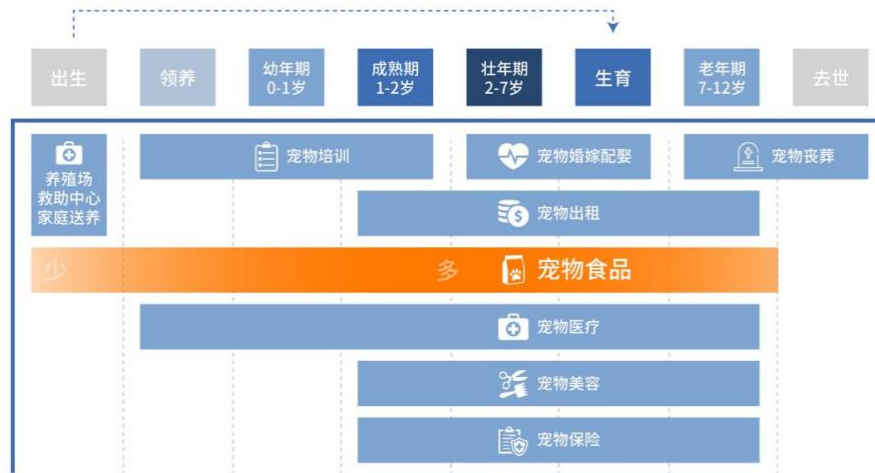 出生
领养
幼年期
0-1岁
成熟期
1-2岁
壮年期
2-7岁
生育
老年期
7-12岁
去世
养殖场
救助中心
家庭送养
宠物培训
宠物婚嫁配娶
宠物丧葬
宠物出租
少
多
宠物食品
宠物医疗
宠物美容
宠物保险